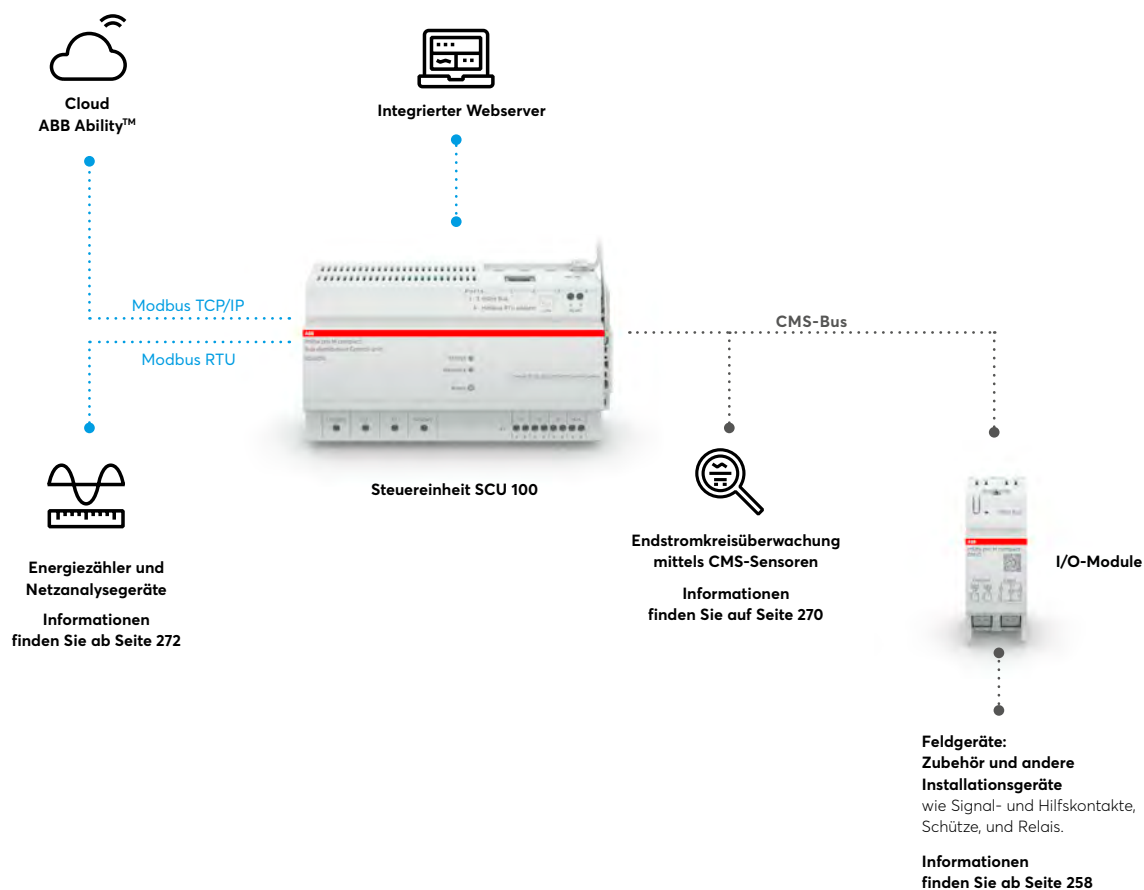 Cloud
ABB Ability™
Integrierter Webserver
Modbus TCP/IP
Modbus RTU
CMS-Bus
ABB
Steuereinheit SCU 100
Energiezähler und
Netzanalysegeräte
Informationen
finden Sie ab Seite 272
Endstromkreisüberwachung
mittels CMS-Sensoren
Informationen
finden Sie auf Seite 270
I/O-Module
Feldgeräte:
Zubehör und andere
Installationsgeräte
wie Signal- und Hilfskontakte,
Schütze, und Relais.
Informationen
finden Sie ab Seite 258